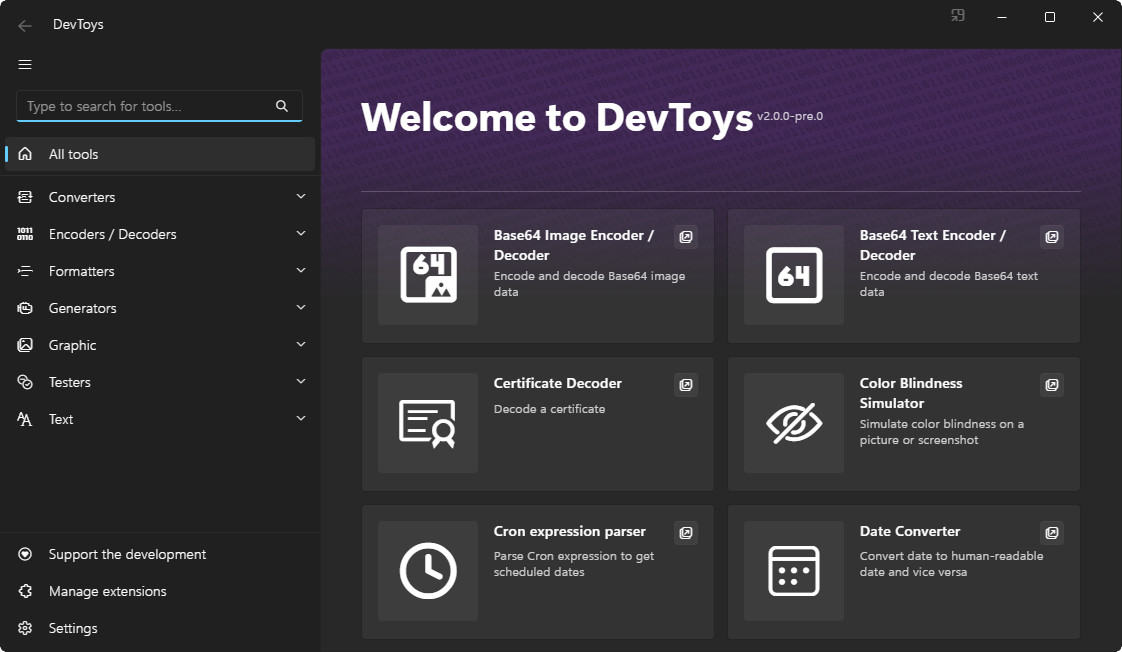 DevToys
Type to search for tools...
All tools
Converters
Encoders / Decoders
Formatters
Generators
Graphic
Testers
Text
Support the development
Manage extensions
Settings
Welcome to DevToys v2.0.0-pre.0
64
Base64 Image Encoder /
Decoder
Encode and decode Base64 image
data
64
Base64 Text Encoder /
Decoder
Encode and decode Base64 text
data
Certificate Decoder
Decode a certificate
Color Blindness
Simulator
Simulate color blindness on a
picture or screenshot
Cron expression parser
Parse Cron expression to get
scheduled dates
Date Converter
Convert date to human-readable
date and vice versa